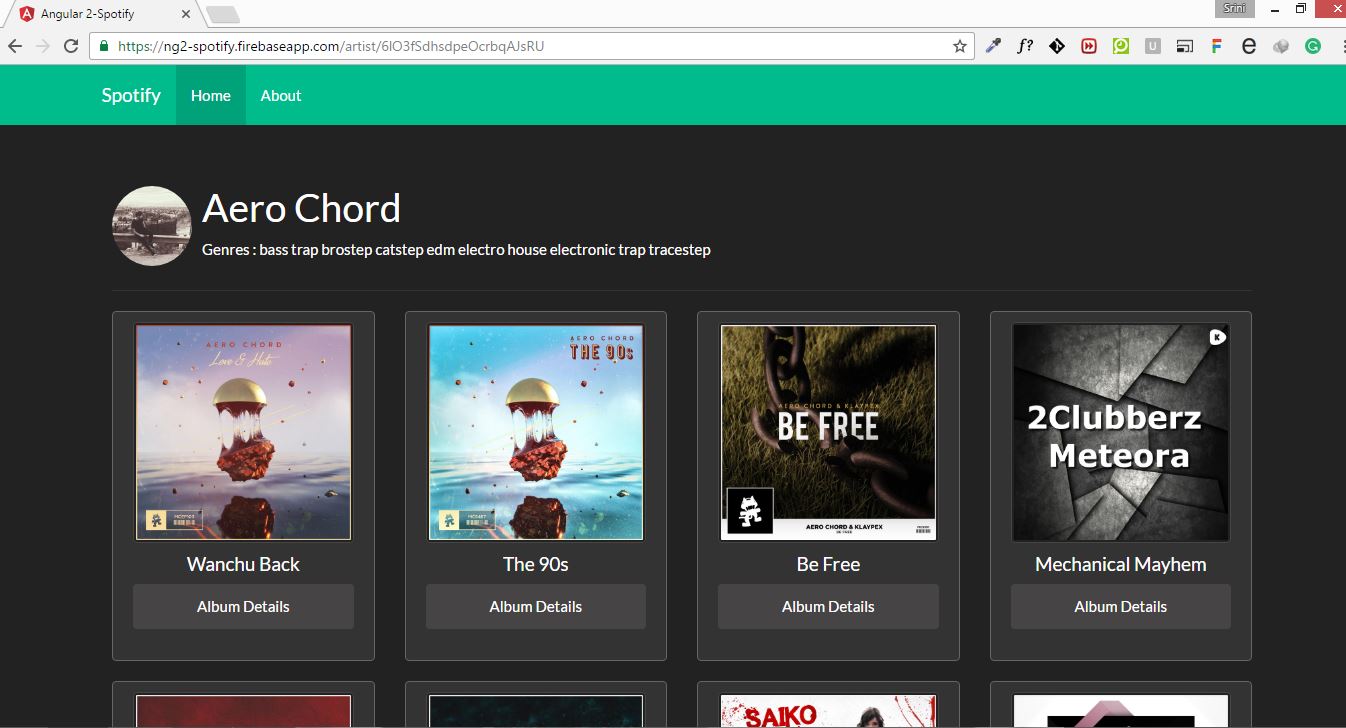 Angular 2-Spotify
Srini
https://ng2-spotify.firebaseapp.com/artist/6lO3fSdhsdpeOcrbqAJsRU
f?
U
F
e
G
Spotify
Home
About
Aero Chord
Genres : bass trap brostep catstep edm electro house electronic trap tracestep
AERO CHORD
Love & Hate
AERO CHORD
THE 90s
AERO CHORD & KLAYPEX
BE FREE
AERO CHORD & KLAYPEX
BE FREE
K
2Clubberz
Meteora
Wanchu Back
The 90s
Be Free
Mechanical Mayhem
Album Details
Album Details
Album Details
Album Details
SAIKO